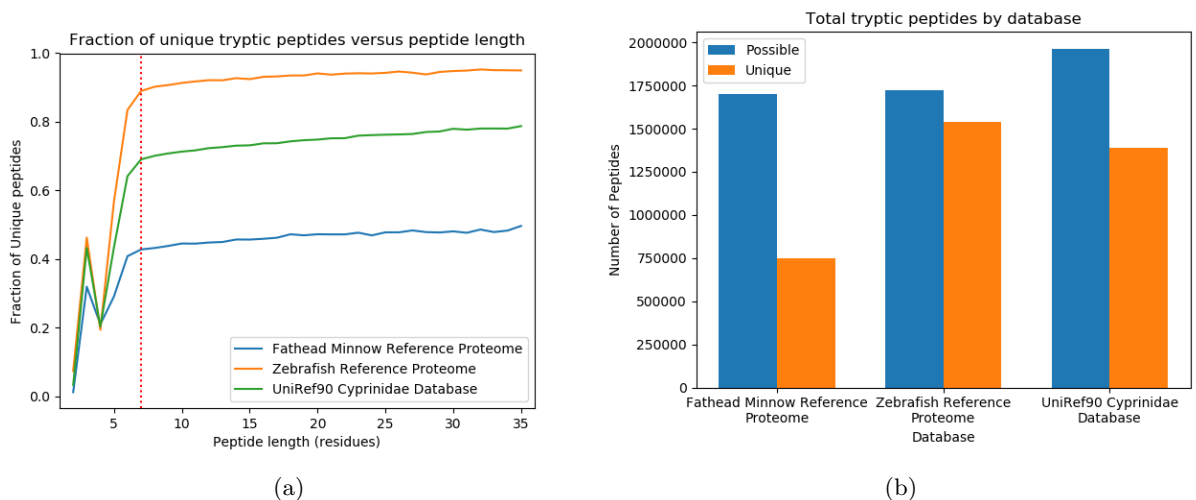 Fraction of unique tryptic peptides versus peptide length
1.0
0.8
0.6
0.4
0.2
0.0
Fraction of Unique peptides
Fathead Minnow Reference Proteome
Zebrafish Reference Proteome
UniRef90 Cyprinidae Database
5 10 15 20 25 30 35
Peptide length (residues)
(a)
Total tryptic peptides by database
Possible
Unique
2000000
1750000
1500000
1250000
1000000
750000
500000
250000
0
Number of Peptides
Fathead Minnow Reference
Proteome
Zebrafish Reference
Proteome
UniRef90 Cyprinidae
Database
Database
(b)